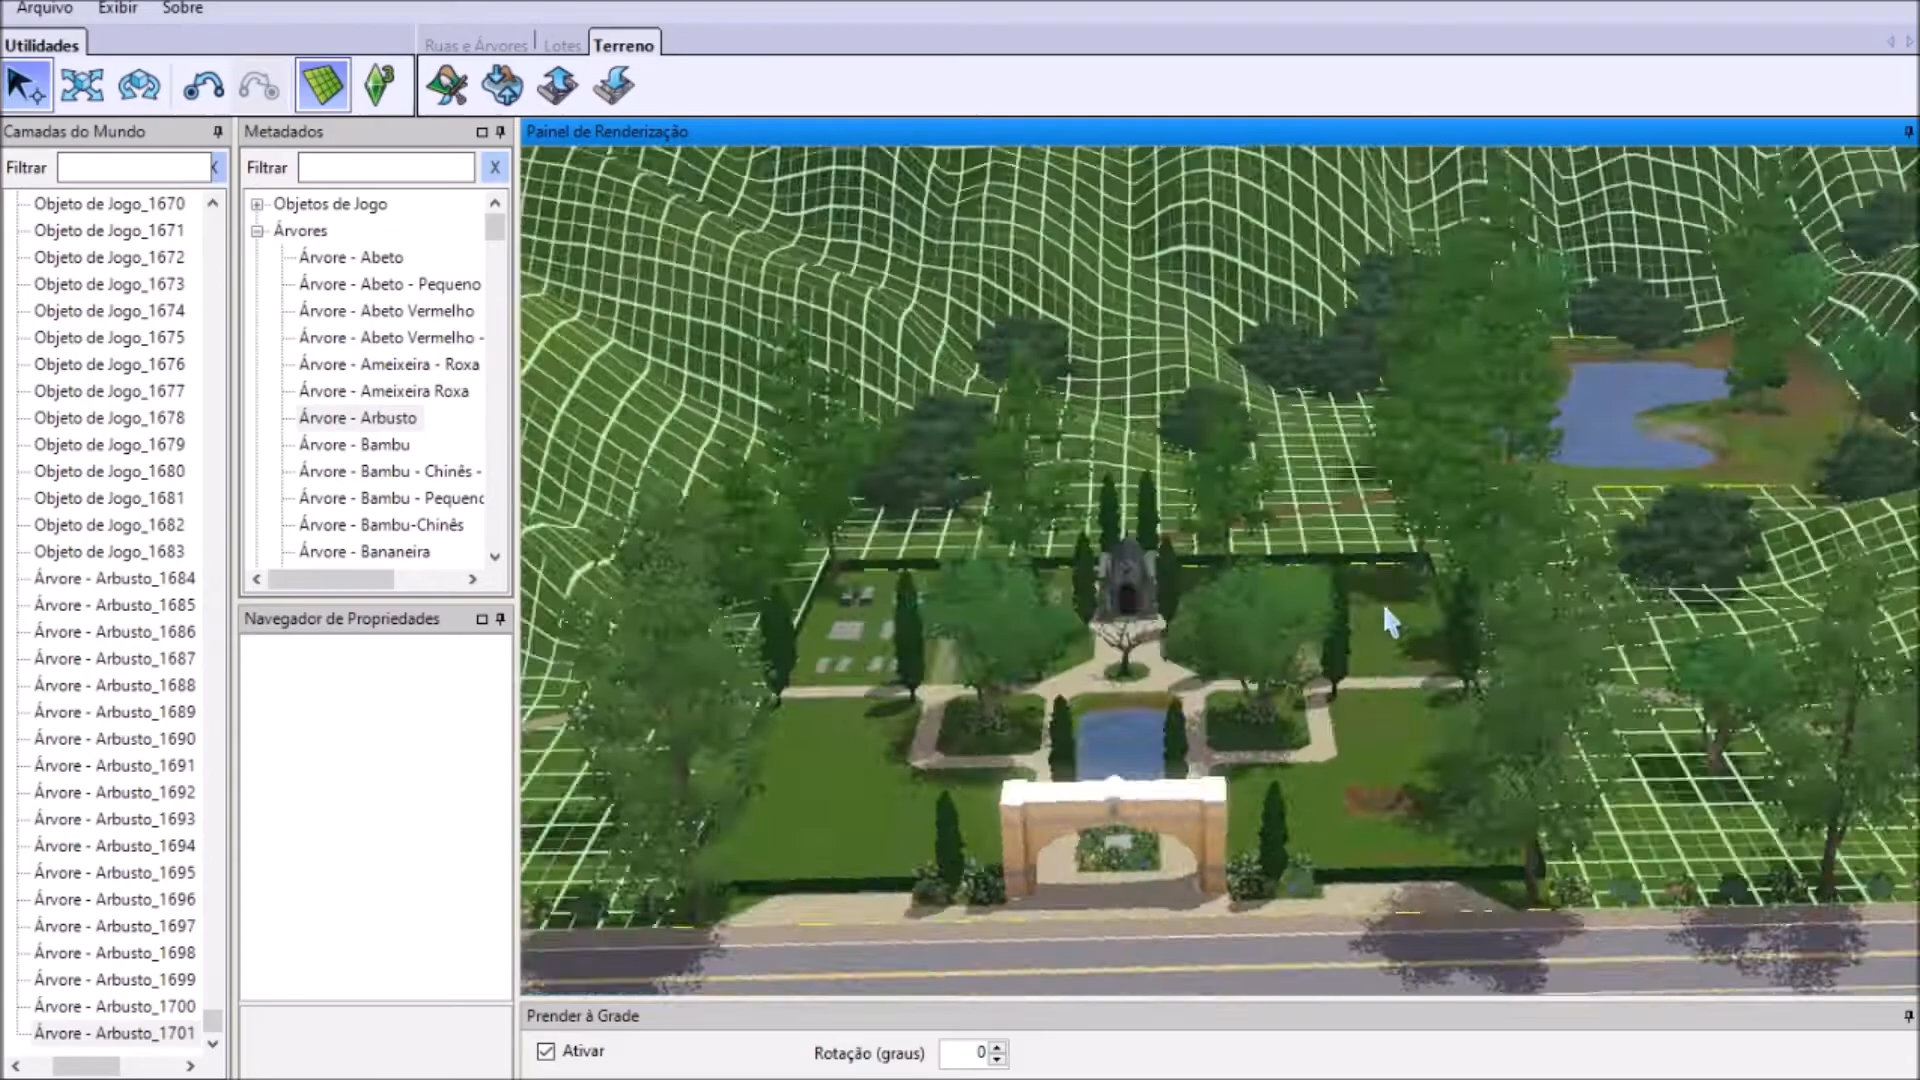 Arquivo Exibir Sobre
Utilidades
Ruas e Árvores Lotes Terreno
3
Camadas do Mundo
Filtrar
Objeto de Jogo_1670
Objeto de Jogo_1671
Objeto de Jogo_1672
Objeto de Jogo_1673
Objeto de Jogo_1674
Objeto de Jogo_1675
Objeto de Jogo_1676
Objeto de Jogo_1677
Objeto de Jogo_1678
Objeto de Jogo_1679
Objeto de Jogo_1680
Objeto de Jogo_1681
Objeto de Jogo_1682
Objeto de Jogo_1683
Árvore - Arbusto_1684
Árvore - Arbusto_1685
Árvore - Arbusto_1686
Árvore - Arbusto_1687
Árvore - Arbusto_1688
Árvore - Arbusto_1689
Árvore - Arbusto_1690
Árvore - Arbusto_1691
Árvore - Arbusto_1692
Árvore - Arbusto_1693
Árvore - Arbusto_1694
Árvore - Arbusto_1695
Árvore - Arbusto_1696
Árvore - Arbusto_1697
Árvore - Arbusto_1698
Árvore - Arbusto_1699
Árvore - Arbusto_1700
Árvore - Arbusto_1701
Metadados
Filtrar X
Objetos de Jogo
Árvores
Árvore - Abeto
Árvore - Abeto - Pequeno
Árvore - Abeto Vermelho
Árvore - Abeto Vermelho -
Árvore - Ameixeira - Roxa
Árvore - Ameixeira Roxa
Árvore - Arbusto
Árvore - Bambu
Árvore - Bambu - Chinês -
Árvore - Bambu - Pequeno
Árvore - Bambu-Chinês
Árvore - Bananeira
Navegador de Propriedades
Painel de Renderização
Prender à Grade
Ativar
Rotação (graus) 0